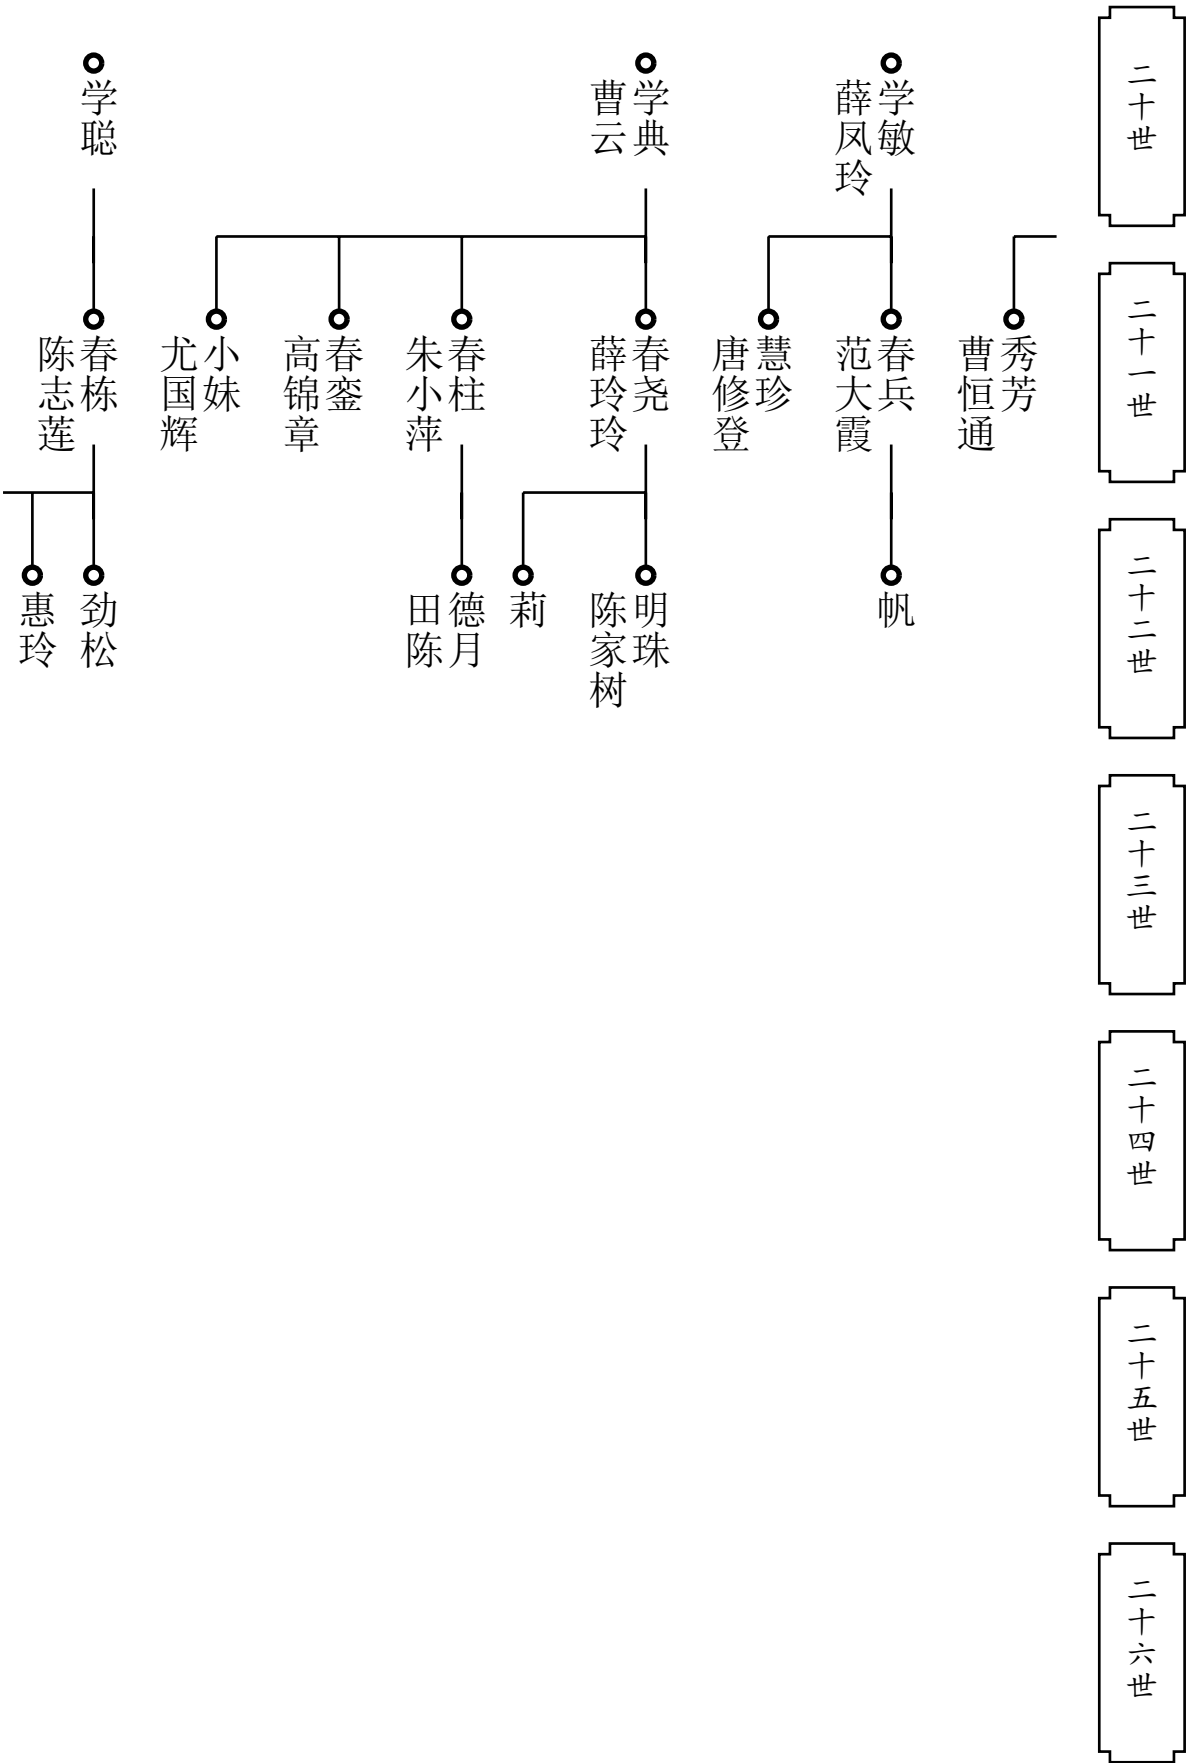 二十世
学敏
薛凤玲
学典
曹云
学聪
二十一世
秀芳
曹恒通
春兵
范大霞
慧珍
唐修登
春尧
薛玲玲
春柱
朱小萍
春銮
高锦章
小妹
尤国辉
春栋
陈志莲
二十二世
帆
明珠
陈家树
莉
德月
田陈
劲松
惠玲
二十三世
二十四世
二十五世
二十六世